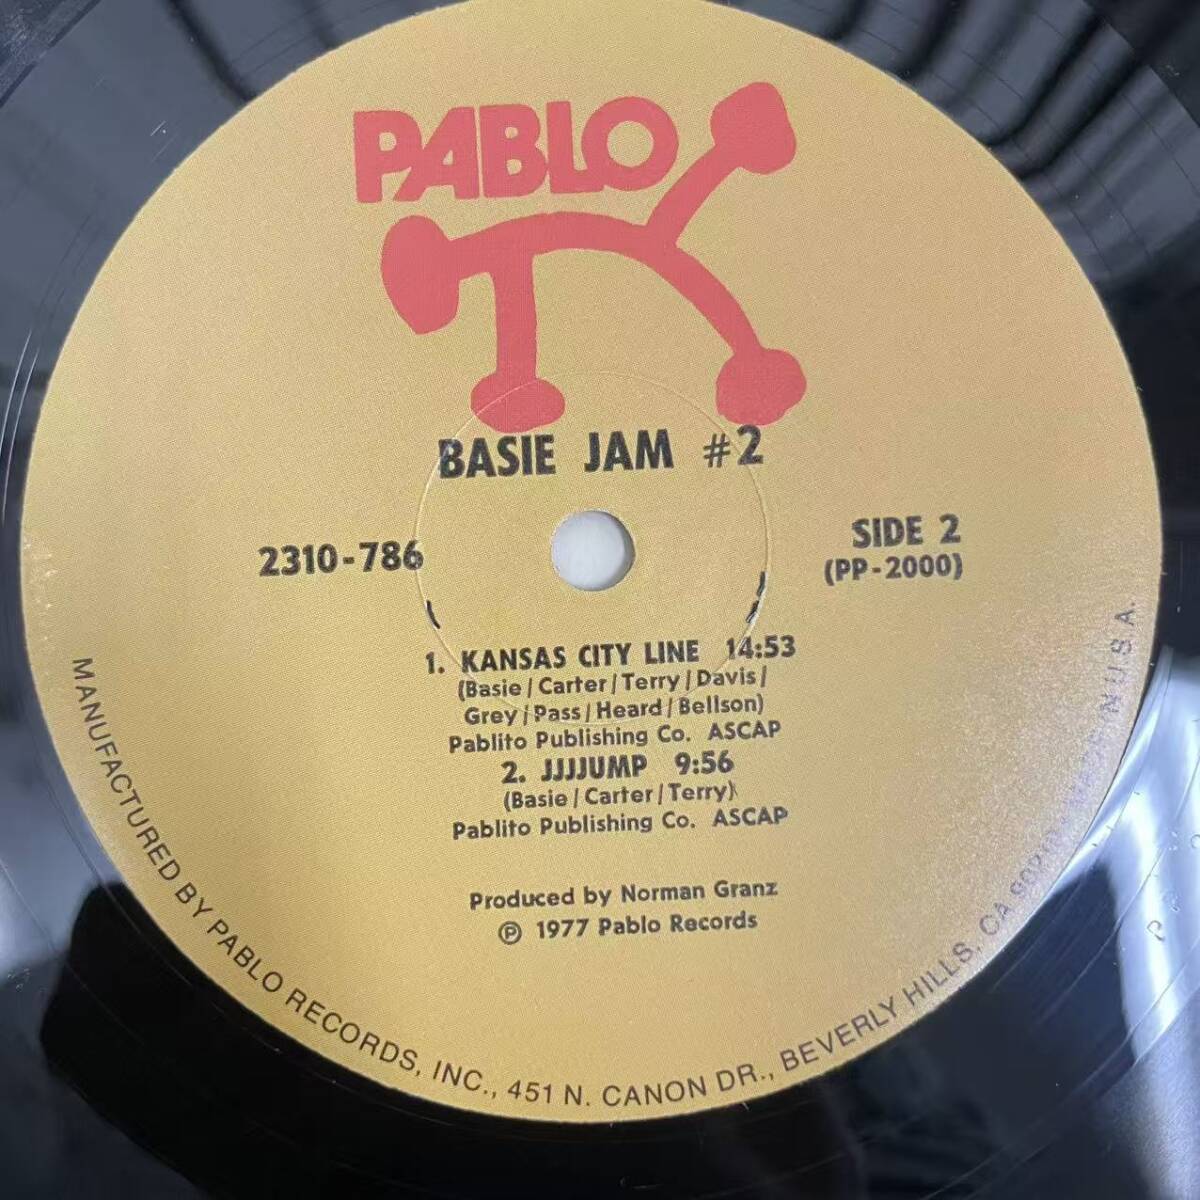 PABLO
BASIE JAM #2
2310-786
SIDE 2
(PP-2000)
1. KANSAS CITY LINE 14:53
(Basie/Carter/Terry/Davis/
Grey/Pass/Heard/Bellson)
Pablito Publishing Co. ASCAP
2. JJJJUMP 9:56
(Basie/Carter/Terry)
Pablito Publishing Co. ASCAP
Produced by Norman Granz
Ⓟ 1977 Pablo Records
MANUFACTURED BY PABLO RECORDS, INC., 451 N. CANON DR., BEVERLY HILLS, CA U.S.A.